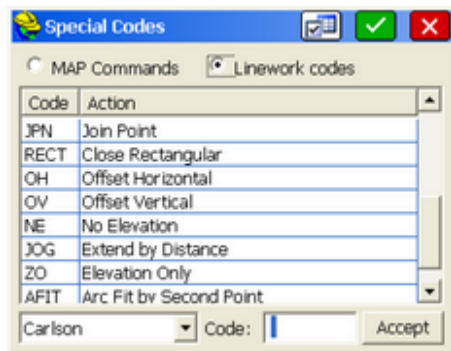 Special Codes
MAP Commands Linework codes
Code Action
JPN Join Point
RECT Close Rectangular
OH Offset Horizontal
OV Offset Vertical
NE No Elevation
JOG Extend by Distance
ZO Elevation Only
AFIT Arc Fit by Second Point
Carlson Code: Accept